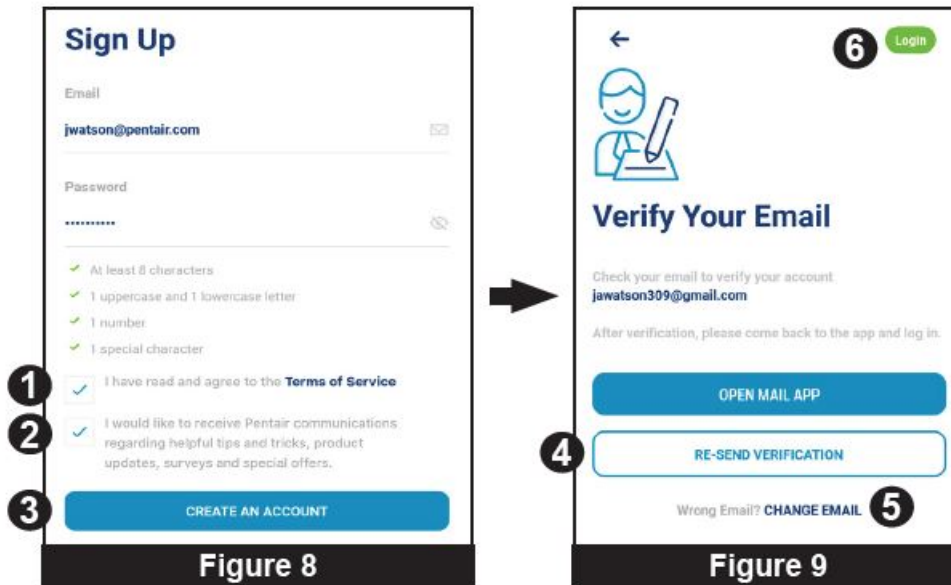 Sign Up
Email
jwatson@pentair.com
Password
••••••••••
At least 8 characters
1 uppercase and 1 lowercase letter
1 number
1 special character
1
I have read and agree to the Terms of Service
2
I would like to receive Pentair communications
regarding helpful tips and tricks, product
updates, surveys and special offers.
3
CREATE AN ACCOUNT
Figure 8
6
Login
Verify Your Email
Check your email to verify your account
jawatson309@gmail.com
After verification, please come back to the app and log in.
OPEN MAIL APP
4
RE-SEND VERIFICATION
Wrong Email? CHANGE EMAIL
5
Figure 9